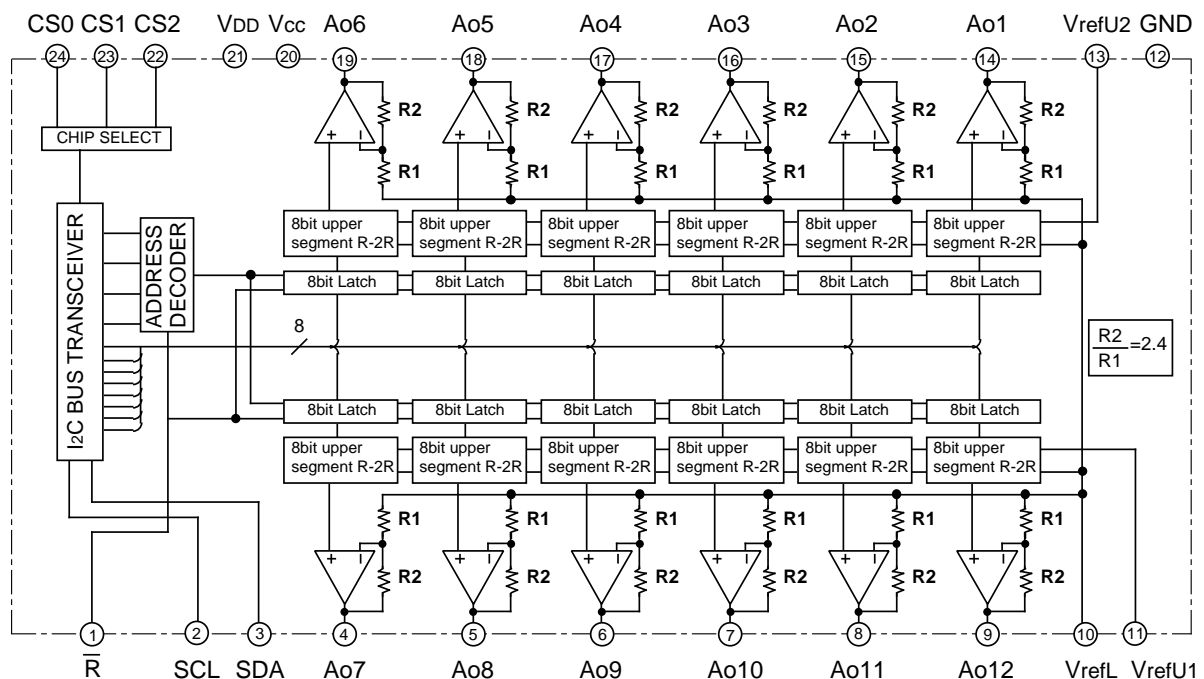 CS0 CS1 CS2 VDD Vcc Ao6 Ao5 Ao4 Ao3 Ao2 Ao1 VrefU2 GND
24 23 22 21 20 19 18 17 16 15 14 13 12
R2 R2 R2 R2 R2 R2
+ − + − + − + − + − + −
CHIP SELECT
R1 R1 R1 R1 R1 R1
8bit upper 8bit upper 8bit upper 8bit upper 8bit upper 8bit upper
segment R-2R segment R-2R segment R-2R segment R-2R segment R-2R segment R-2R
I2C BUS TRANSCEIVER
ADDRESS
DECODER
8bit Latch 8bit Latch 8bit Latch 8bit Latch 8bit Latch 8bit Latch
8
R2
R1
=2.4
8bit Latch 8bit Latch 8bit Latch 8bit Latch 8bit Latch 8bit Latch
8bit upper 8bit upper 8bit upper 8bit upper 8bit upper 8bit upper
segment R-2R segment R-2R segment R-2R segment R-2R segment R-2R segment R-2R
R1 R1 R1 R1 R1 R1
+ − + − + − + − + − + −
R2 R2 R2 R2 R2 R2
1 2 3 4 5 6 7 8 9 10 11
R̅ SCL SDA Ao7 Ao8 Ao9 Ao10 Ao11 Ao12 VrefL VrefU1